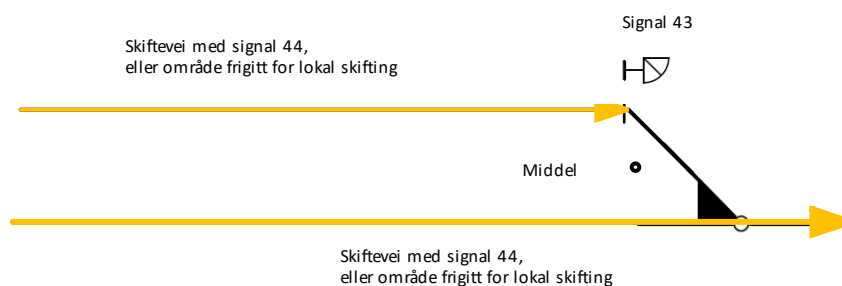 Signal 43
Skiftevei med signal 44,
eller område frigitt for lokal skifting
Middel
Skiftevei med signal 44,
eller område frigitt for lokal skifting